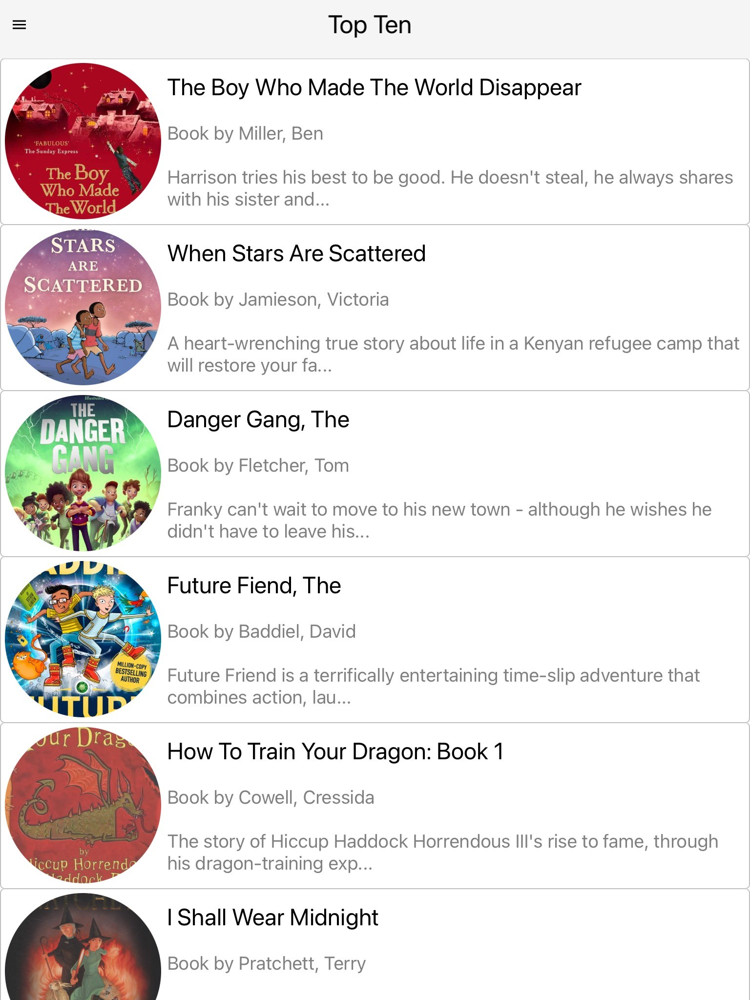 Top Ten
'FABULOUS'
The Sunday Express
The Boy
Who Made
The World
The Boy Who Made The World Disappear
Book by Miller, Ben
Harrison tries his best to be good. He doesn't steal, he always shares
with his sister and...
STARS
ARE
SCATTERED
When Stars Are Scattered
Book by Jamieson, Victoria
A heart-wrenching true story about life in a Kenyan refugee camp that
will restore your fa...
Illustrated
THE
DANGER
GANG
Danger Gang, The
Book by Fletcher, Tom
Franky can't wait to move to his new town - although he wishes he
didn't have to leave his...
MILLION-COPY
BESTSELLING
AUTHOR
Future Fiend, The
Book by Baddiel, David
Future Friend is a terrifically entertaining time-slip adventure that
combines action, lau...
our Drag
by
iccup Horrendo
addock
How To Train Your Dragon: Book 1
Book by Cowell, Cressida
The story of Hiccup Haddock Horrendous III's rise to fame, through
his dragon-training exp...
I Shall Wear Midnight
Book by Pratchett, Terry